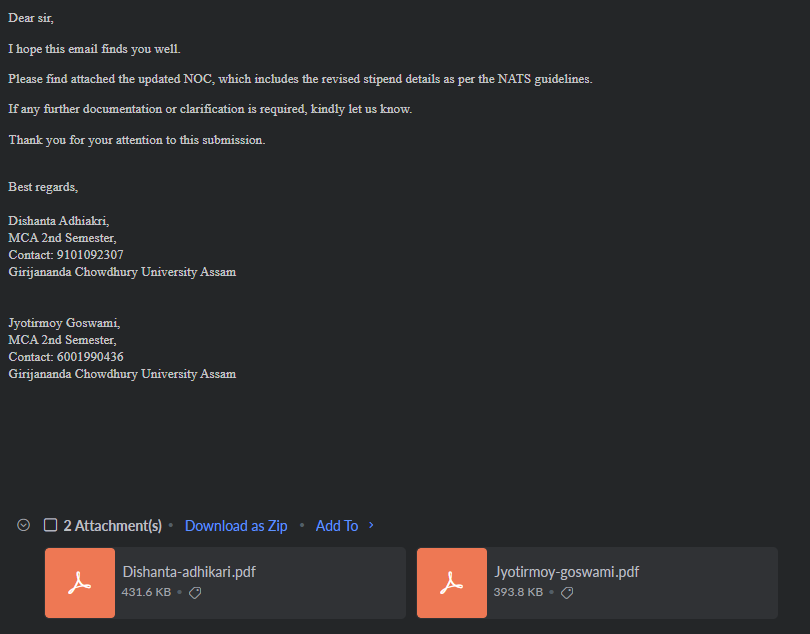 Dear sir,
I hope this email finds you well.
Please find attached the updated NOC, which includes the revised stipend details as per the NATS guidelines.
If any further documentation or clarification is required, kindly let us know.
Thank you for your attention to this submission.
Best regards,
Dishanta Adhiakri,
MCA 2nd Semester,
Contact: 9101092307
Girijananda Chowdhury University Assam
Jyotirmoy Goswami,
MCA 2nd Semester,
Contact: 6001990436
Girijananda Chowdhury University Assam
2 Attachment(s) • Download as Zip • Add To
Dishanta-adhikari.pdf
431.6 KB
Jyotirmoy-goswami.pdf
393.8 KB